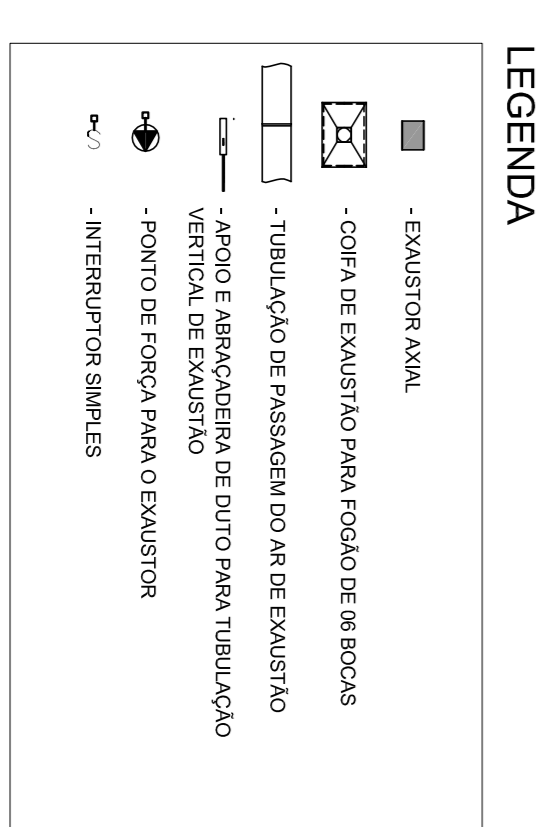 LEGENDA
- EXAUSTOR AXIAL
- COIFA DE EXAUSTÃO PARA FOGÃO DE 06 BOCAS
- TUBULAÇÃO DE PASSAGEM DO AR DE EXAUSTÃO
- APOIO E ABRAÇADEIRA DE DUTO PARA TUBULAÇÃO
VERTICAL DE EXAUSTÃO
- PONTO DE FORÇA PARA O EXAUSTOR
S
- INTERRUPTOR SIMPLES